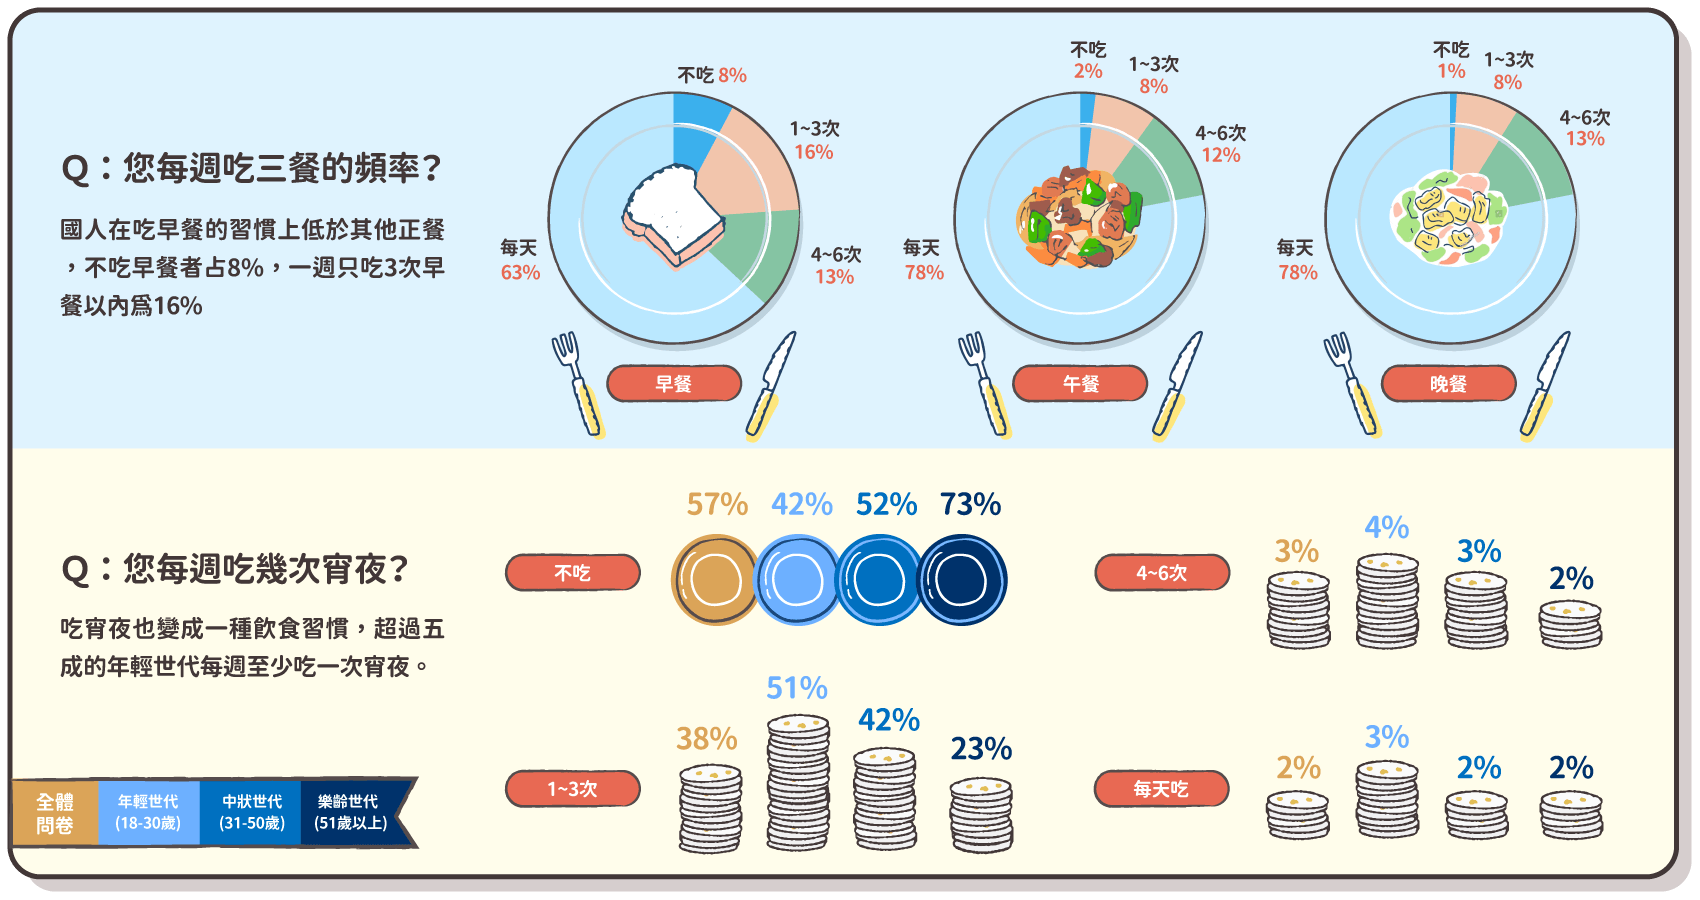 Q：您每週吃三餐的頻率？
國人在吃早餐的習慣上低於其他正餐
，不吃早餐者占8%，一週只吃3次早
餐以內為16%
不吃 8%
1~3次
16%
4~6次
13%
每天
63%
早餐
不吃
2%
1~3次
8%
4~6次
12%
每天
78%
午餐
不吃
1%
1~3次
8%
4~6次
13%
每天
78%
晚餐
Q：您每週吃幾次宵夜？
吃宵夜也變成一種飲食習慣，超過五
成的年輕世代每週至少吃一次宵夜。
不吃
57% 42% 52% 73%
4~6次
3%
4%
3%
2%
1~3次
38%
51%
42%
23%
每天吃
2%
3%
2%
2%
全體
問卷
年輕世代
(18-30歲)
中狀世代
(31-50歲)
樂齡世代
(51歲以上)